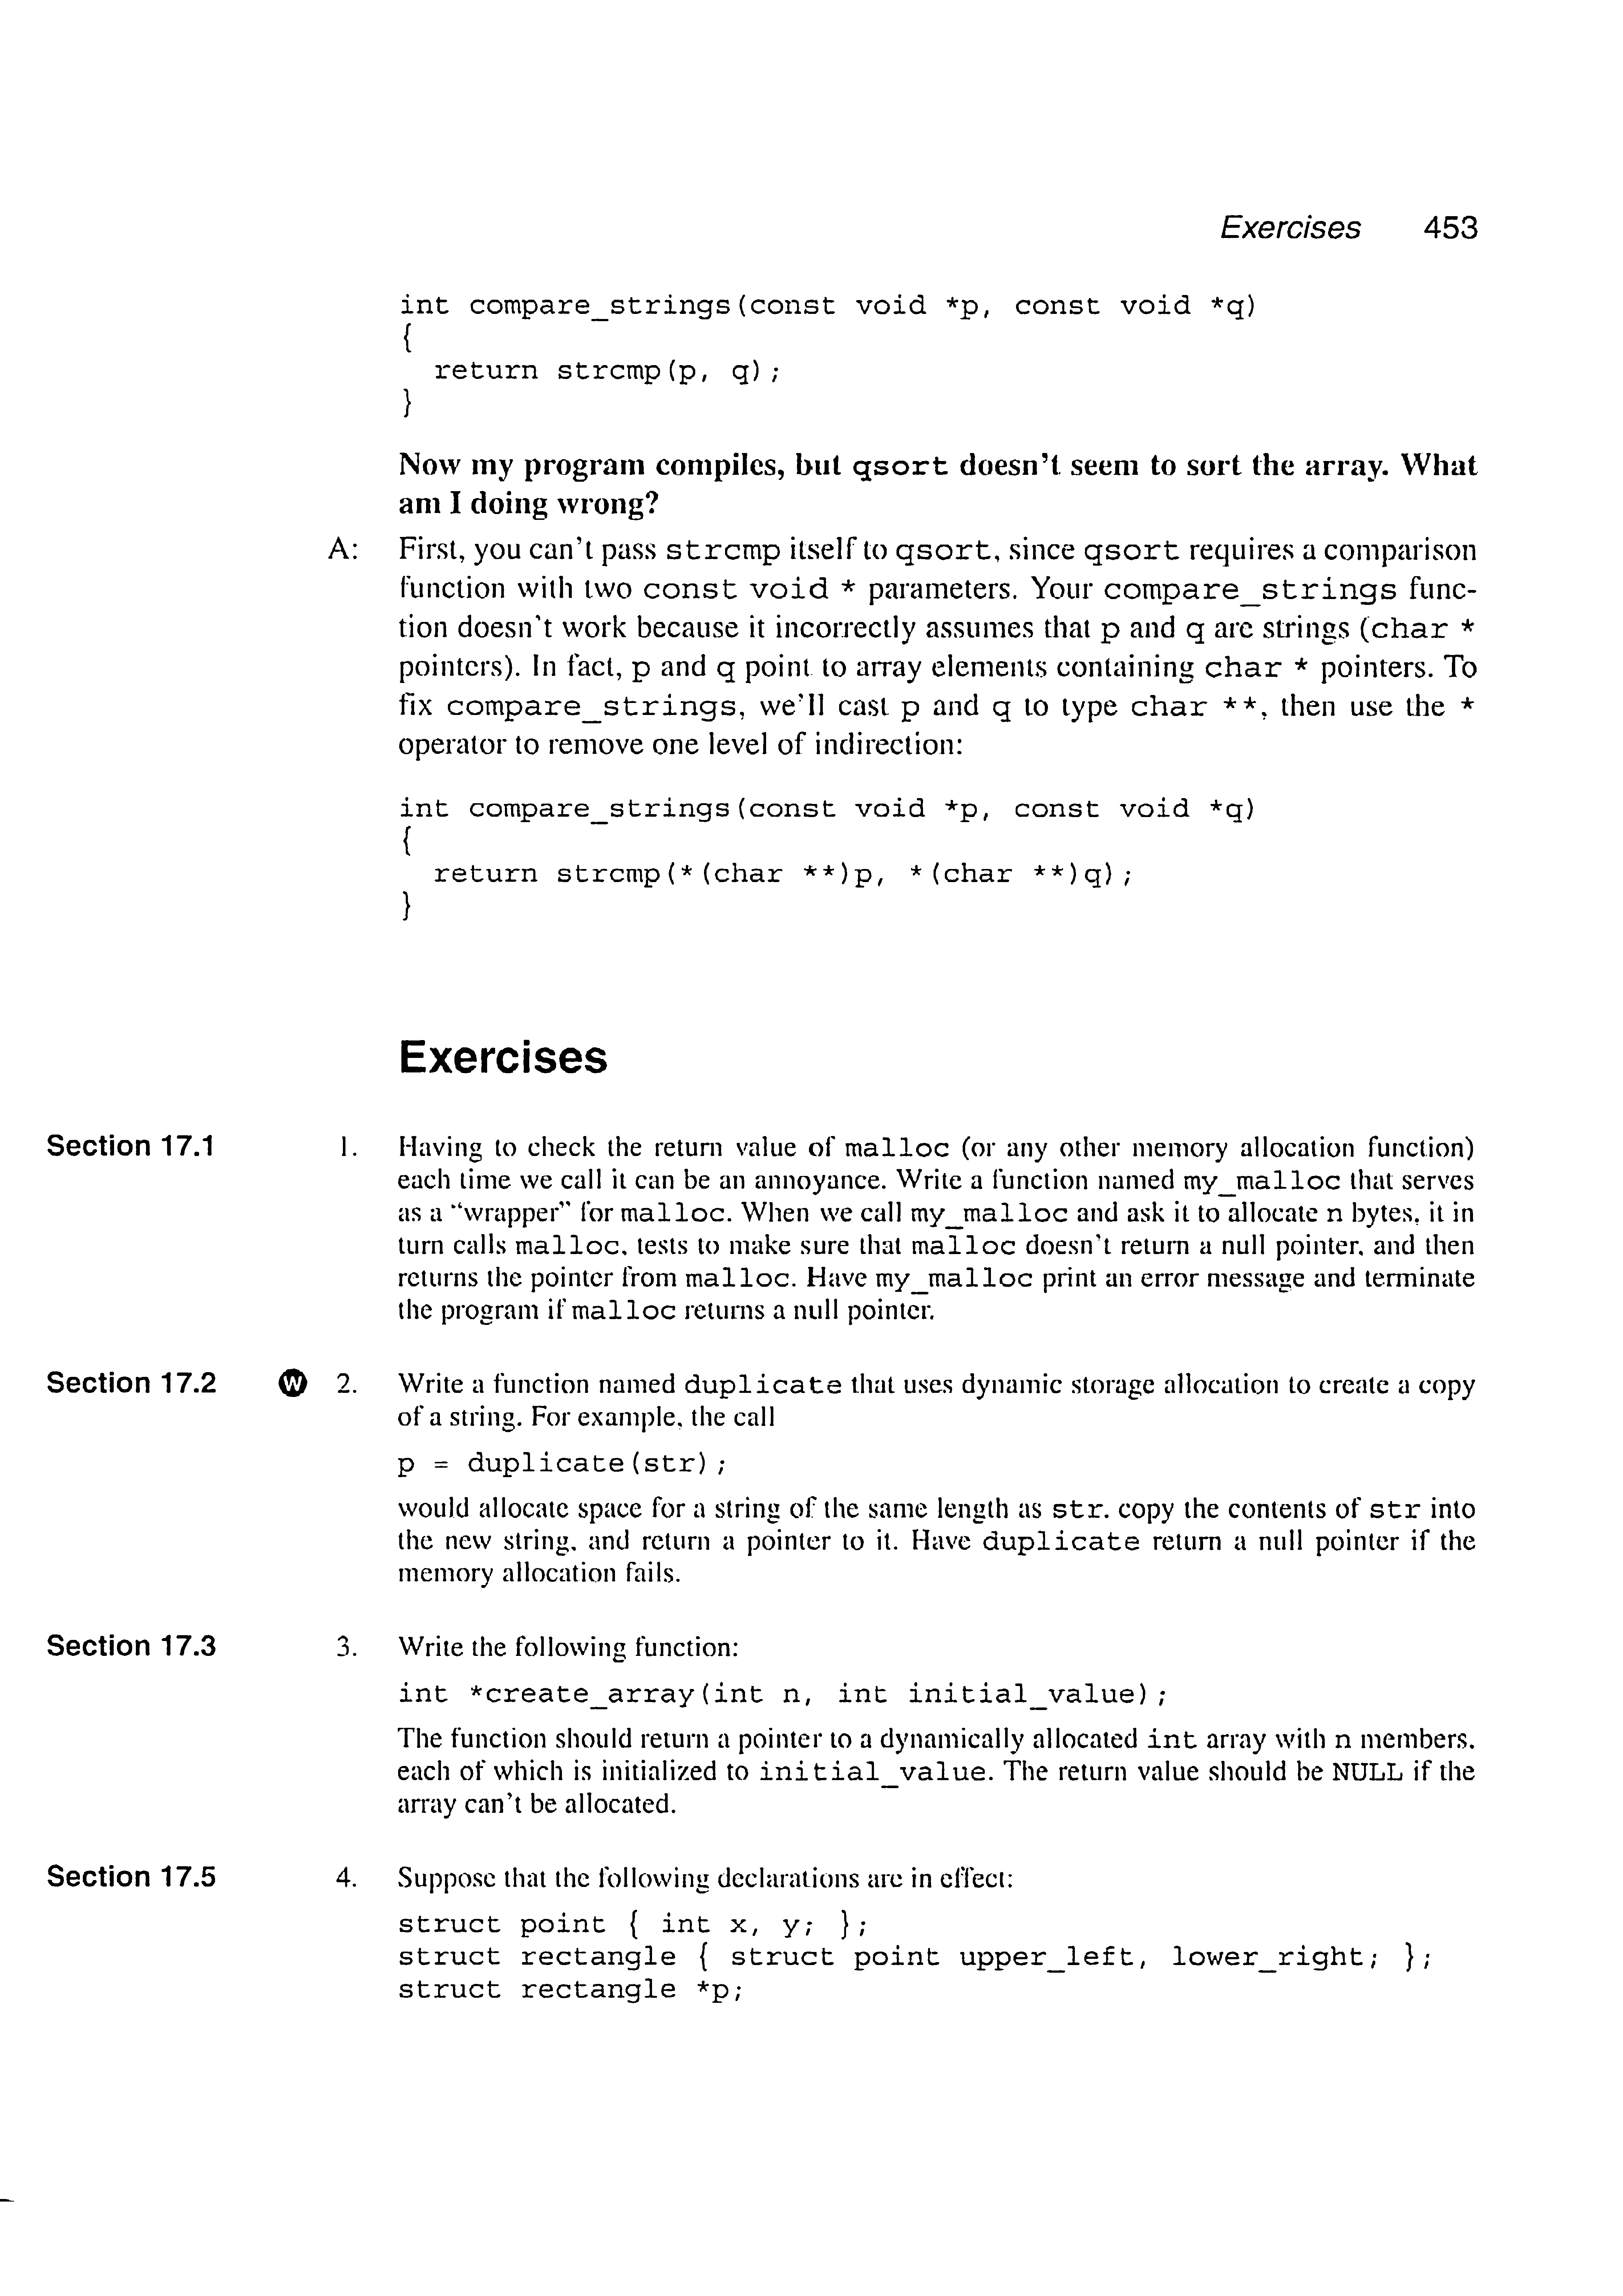 Exercises 453
int compare_strings(const void *p, const void *q)
{
  return strcmp(p, q);
}
Now my program compiles, but qsort doesn't seem to sort the array. What
am I doing wrong?
A: First, you can't pass strcmp itself to qsort, since qsort requires a comparison
function with two const void * parameters. Your compare_strings func-
tion doesn't work because it incorrectly assumes that p and q are strings (char *
pointers). In fact, p and q point to array elements containing char * pointers. To
fix compare_strings, we'll cast p and q to type char **, then use the *
operator to remove one level of indirection:
int compare_strings(const void *p, const void *q)
{
  return strcmp(*(char **)p, *(char **)q);
}
Exercises
Section 17.1 1. Having to check the return value of malloc (or any other memory allocation function)
each time we call it can be an annoyance. Write a function named my_malloc that serves
as a "wrapper" for malloc. When we call my_malloc and ask it to allocate n bytes, it in
turn calls malloc, tests to make sure that malloc doesn't return a null pointer, and then
returns the pointer from malloc. Have my_malloc print an error message and terminate
the program if malloc returns a null pointer.
Section 17.2 W 2. Write a function named duplicate that uses dynamic storage allocation to create a copy
of a string. For example, the call
p = duplicate(str);
would allocate space for a string of the same length as str, copy the contents of str into
the new string, and return a pointer to it. Have duplicate return a null pointer if the
memory allocation fails.
Section 17.3 3. Write the following function:
int *create_array(int n, int initial_value);
The function should return a pointer to a dynamically allocated int array with n members,
each of which is initialized to initial_value. The return value should be NULL if the
array can't be allocated.
Section 17.5 4. Suppose that the following declarations are in effect:
struct point { int x, y; };
struct rectangle { struct point upper_left, lower_right; };
struct rectangle *p;